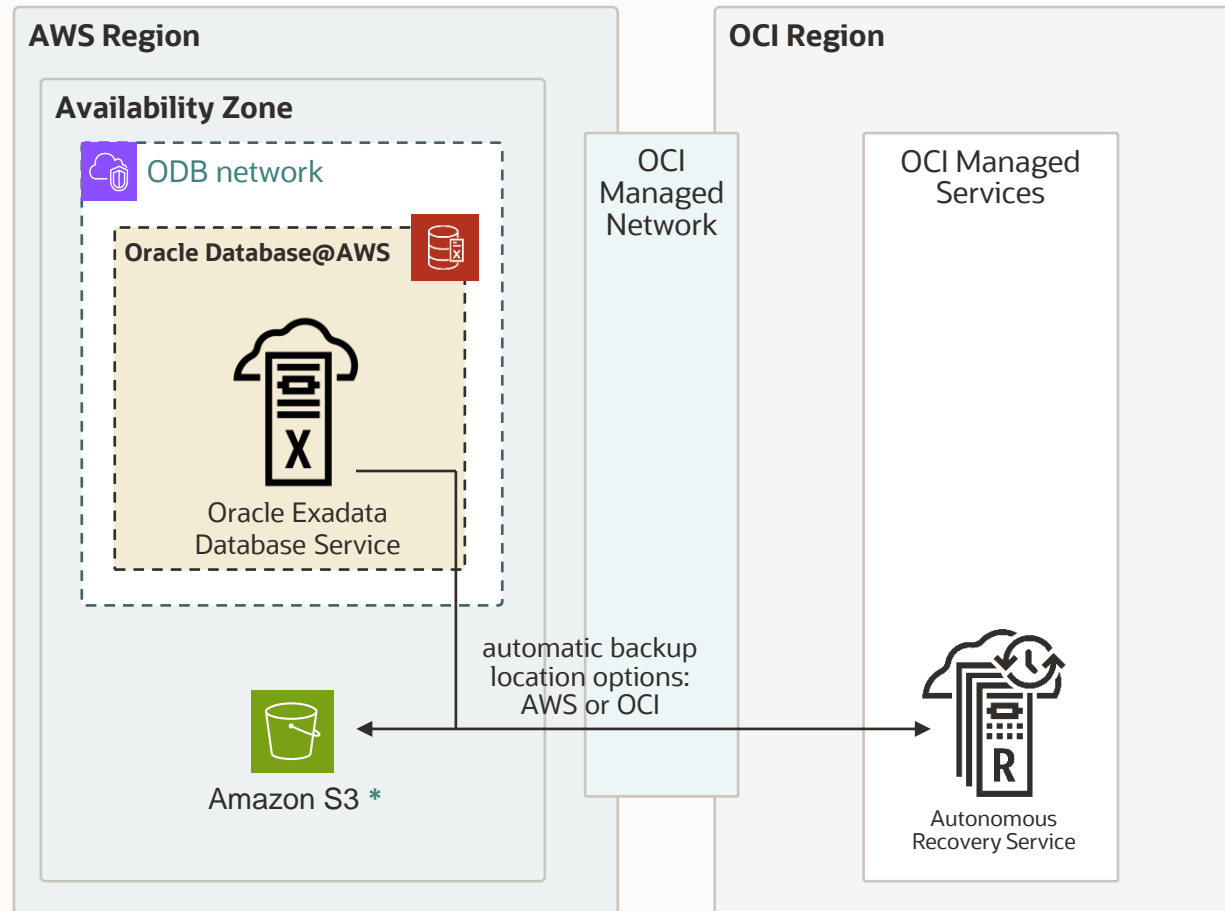 AWS Region
Availability Zone
ODB network
Oracle Database@AWS
X
X
Oracle Exadata
Database Service
Amazon S3 *
automatic backup
location options:
AWS or OCI
OCI
Managed
Network
OCI Region
OCI Managed
Services
R
Autonomous
Recovery Service